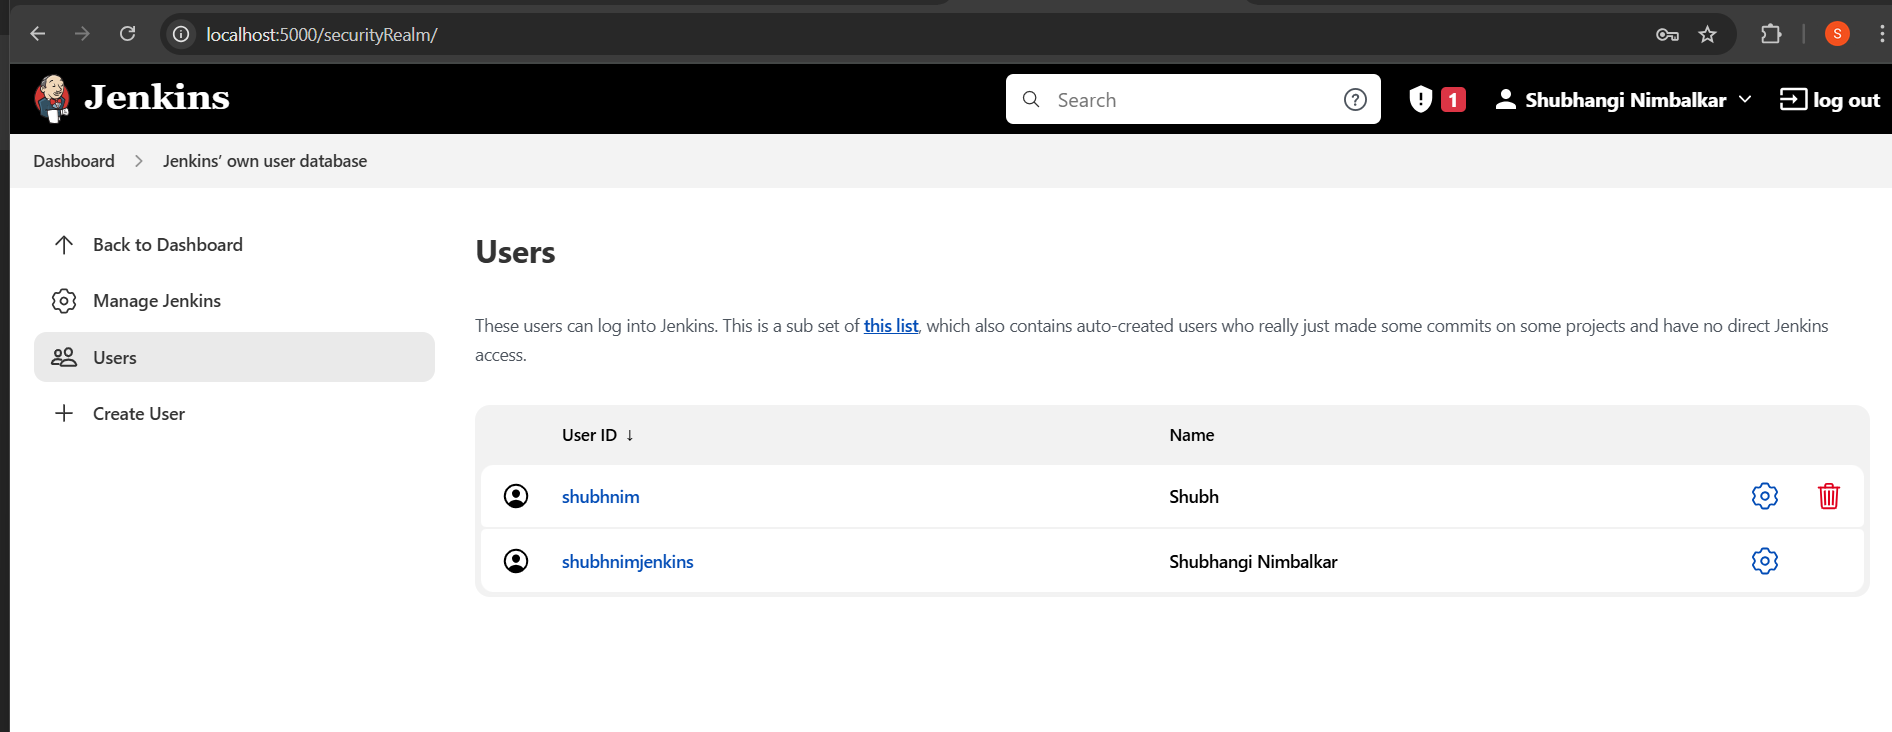 localhost:5000/securityRealm/
S
Jenkins
Search
1
Shubhangi Nimbalkar
log out
Dashboard
Jenkins’ own user database
Back to Dashboard
Manage Jenkins
Users
Create User
Users
These users can log into Jenkins. This is a sub set of this list, which also contains auto-created users who really just made some commits on some projects and have no direct Jenkins
access.
User ID ↓ Name
shubhnim Shubh
shubhnimjenkins Shubhangi Nimbalkar